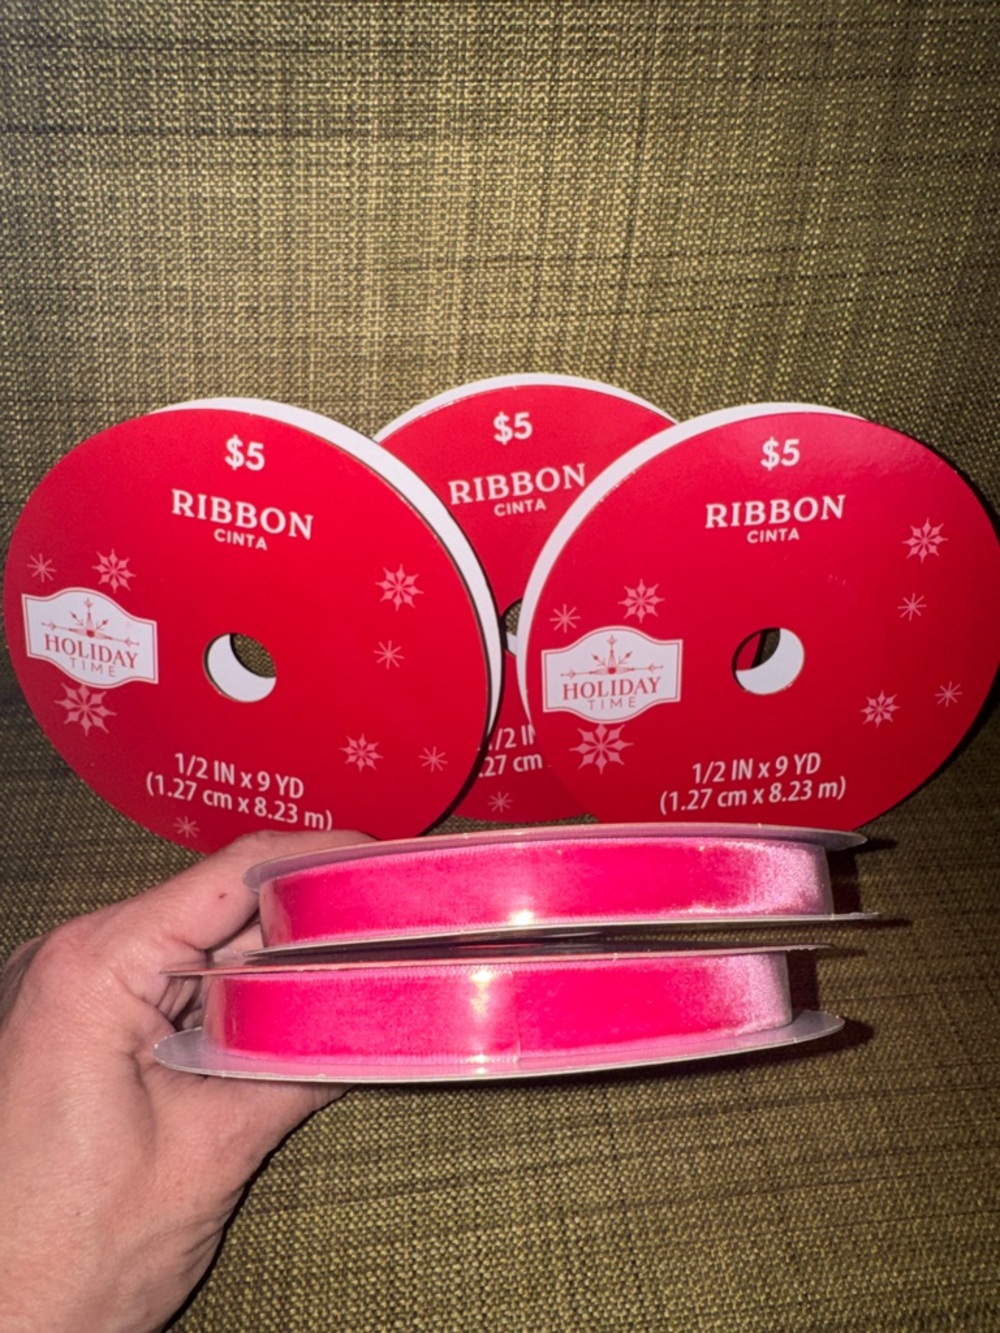 $5
RIBBON
CINTA
HOLIDAY
TIME
1/2 IN x 9 YD
(1.27 cm x 8.23 m)
$5
RIBBON
CINTA
$5
RIBBON
CINTA
HOLIDAY
TIME
1/2 IN x 9 YD
(1.27 cm x 8.23 m)